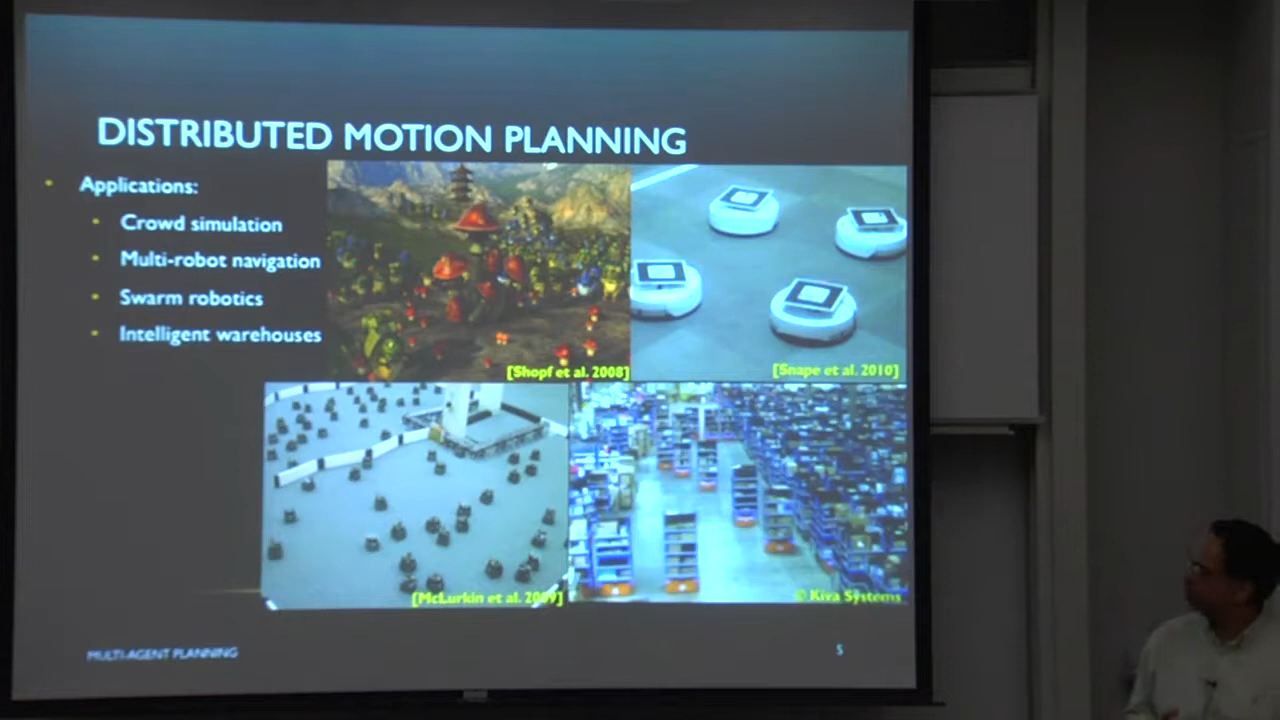 DISTRIBUTED MOTION PLANNING
Applications:
Crowd simulation
Multi-robot navigation
Swarm robotics
Intelligent warehouses
[Shopf et al. 2008]
[Snape et al. 2010]
[McLurkin et al. 2009]
© Kiva Systems
MULTI-AGENT PLANNING
5